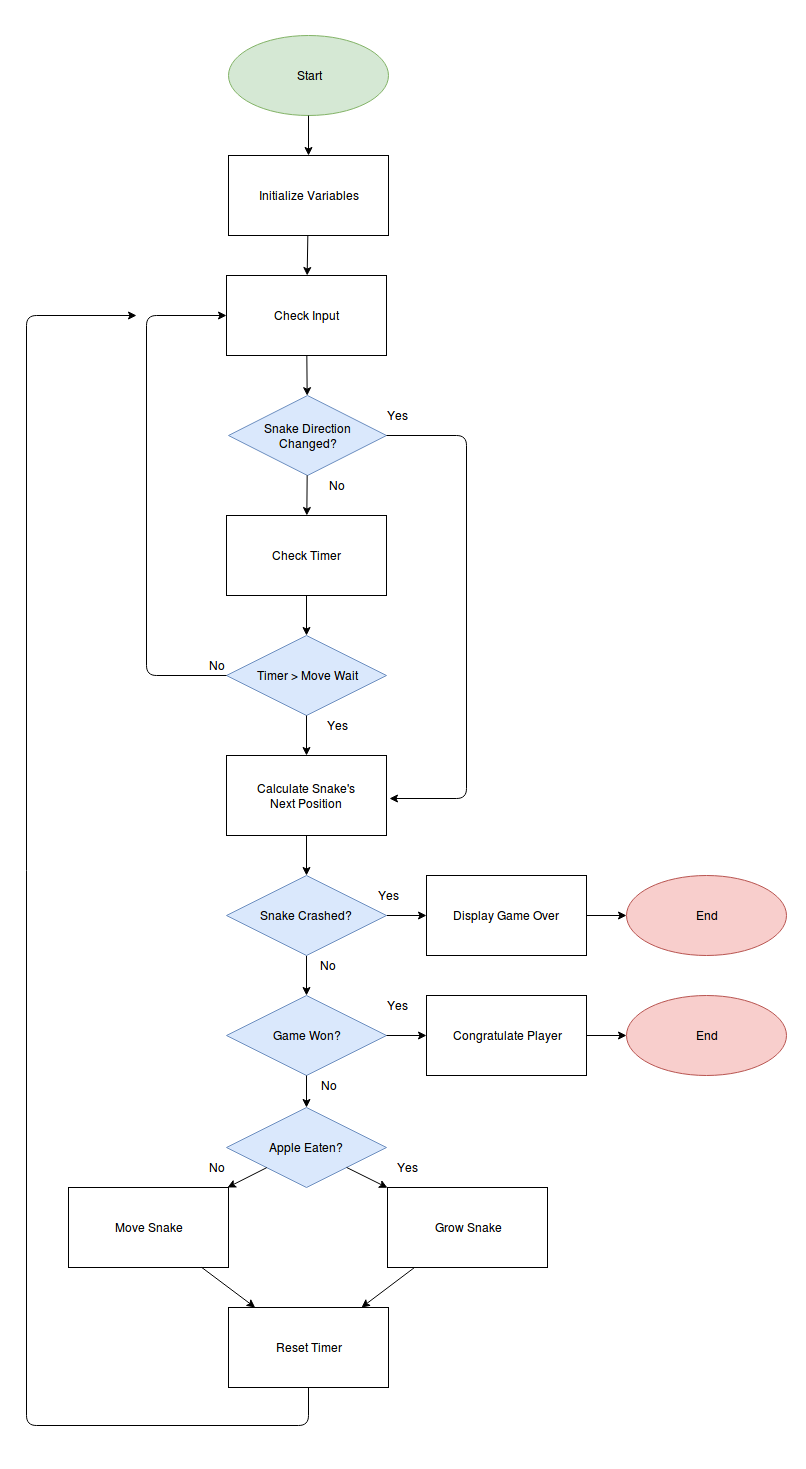 Start
Initialize Variables
Check Input
Yes
Snake Direction
Changed?
No
Check Timer
No
Timer > Move Wait
Yes
Calculate Snake's
Next Position
Yes
Snake Crashed?
Display Game Over
End
No
Yes
Game Won?
Congratulate Player
End
No
Apple Eaten?
No
Yes
Move Snake
Grow Snake
Reset Timer